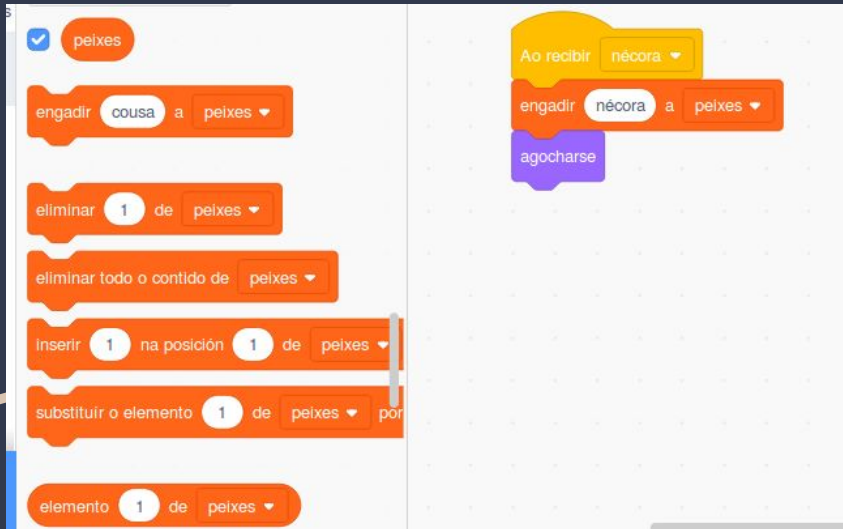 s
peixes
engadir cousa a peixes
eliminar 1 de peixes
eliminar todo o contido de peixes
inserir 1 na posición 1 de peixes
substituír o elemento 1 de peixes por
elemento 1 de peixes
Ao recibir nécora
engadir nécora a peixes
agocharse